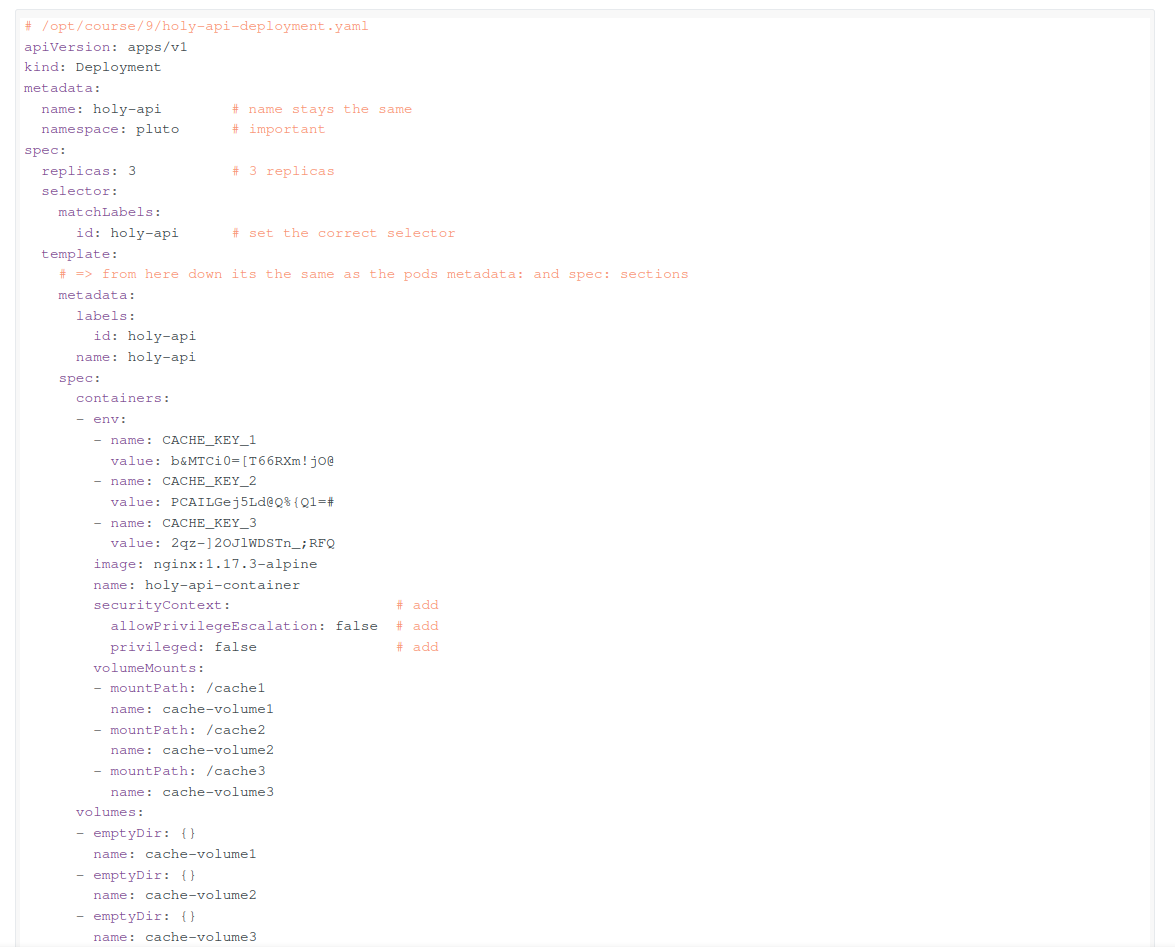 # /opt/course/9/holy-api-deployment.yaml
apiVersion: apps/v1
kind: Deployment
metadata:
  name: holy-api        # name stays the same
  namespace: pluto      # important
spec:
  replicas: 3           # 3 replicas
  selector:
    matchLabels:
      id: holy-api      # set the correct selector
  template:
    # => from here down its the same as the pods metadata: and spec: sections
    metadata:
      labels:
        id: holy-api
      name: holy-api
    spec:
      containers:
      - env:
        - name: CACHE_KEY_1
          value: b&MTCi0=[T66RXm!jO@
        - name: CACHE_KEY_2
          value: PCAILGej5Ld@Q%{Q1=#
        - name: CACHE_KEY_3
          value: 2qz-]2OJlWDSTn_;RFQ
        image: nginx:1.17.3-alpine
        name: holy-api-container
        securityContext:                   # add
          allowPrivilegeEscalation: false  # add
          privileged: false                # add
        volumeMounts:
        - mountPath: /cache1
          name: cache-volume1
        - mountPath: /cache2
          name: cache-volume2
        - mountPath: /cache3
          name: cache-volume3
      volumes:
      - emptyDir: {}
        name: cache-volume1
      - emptyDir: {}
        name: cache-volume2
      - emptyDir: {}
        name: cache-volume3